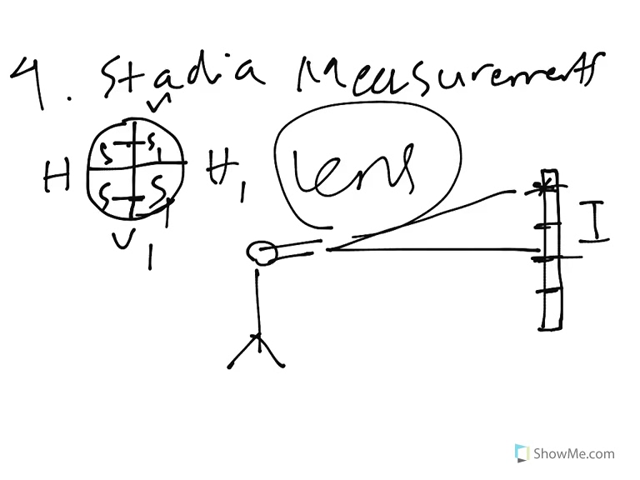 4. Stadia Measurements
V
S S1
H H1
S S1
V1
Lens
I
ShowMe.com